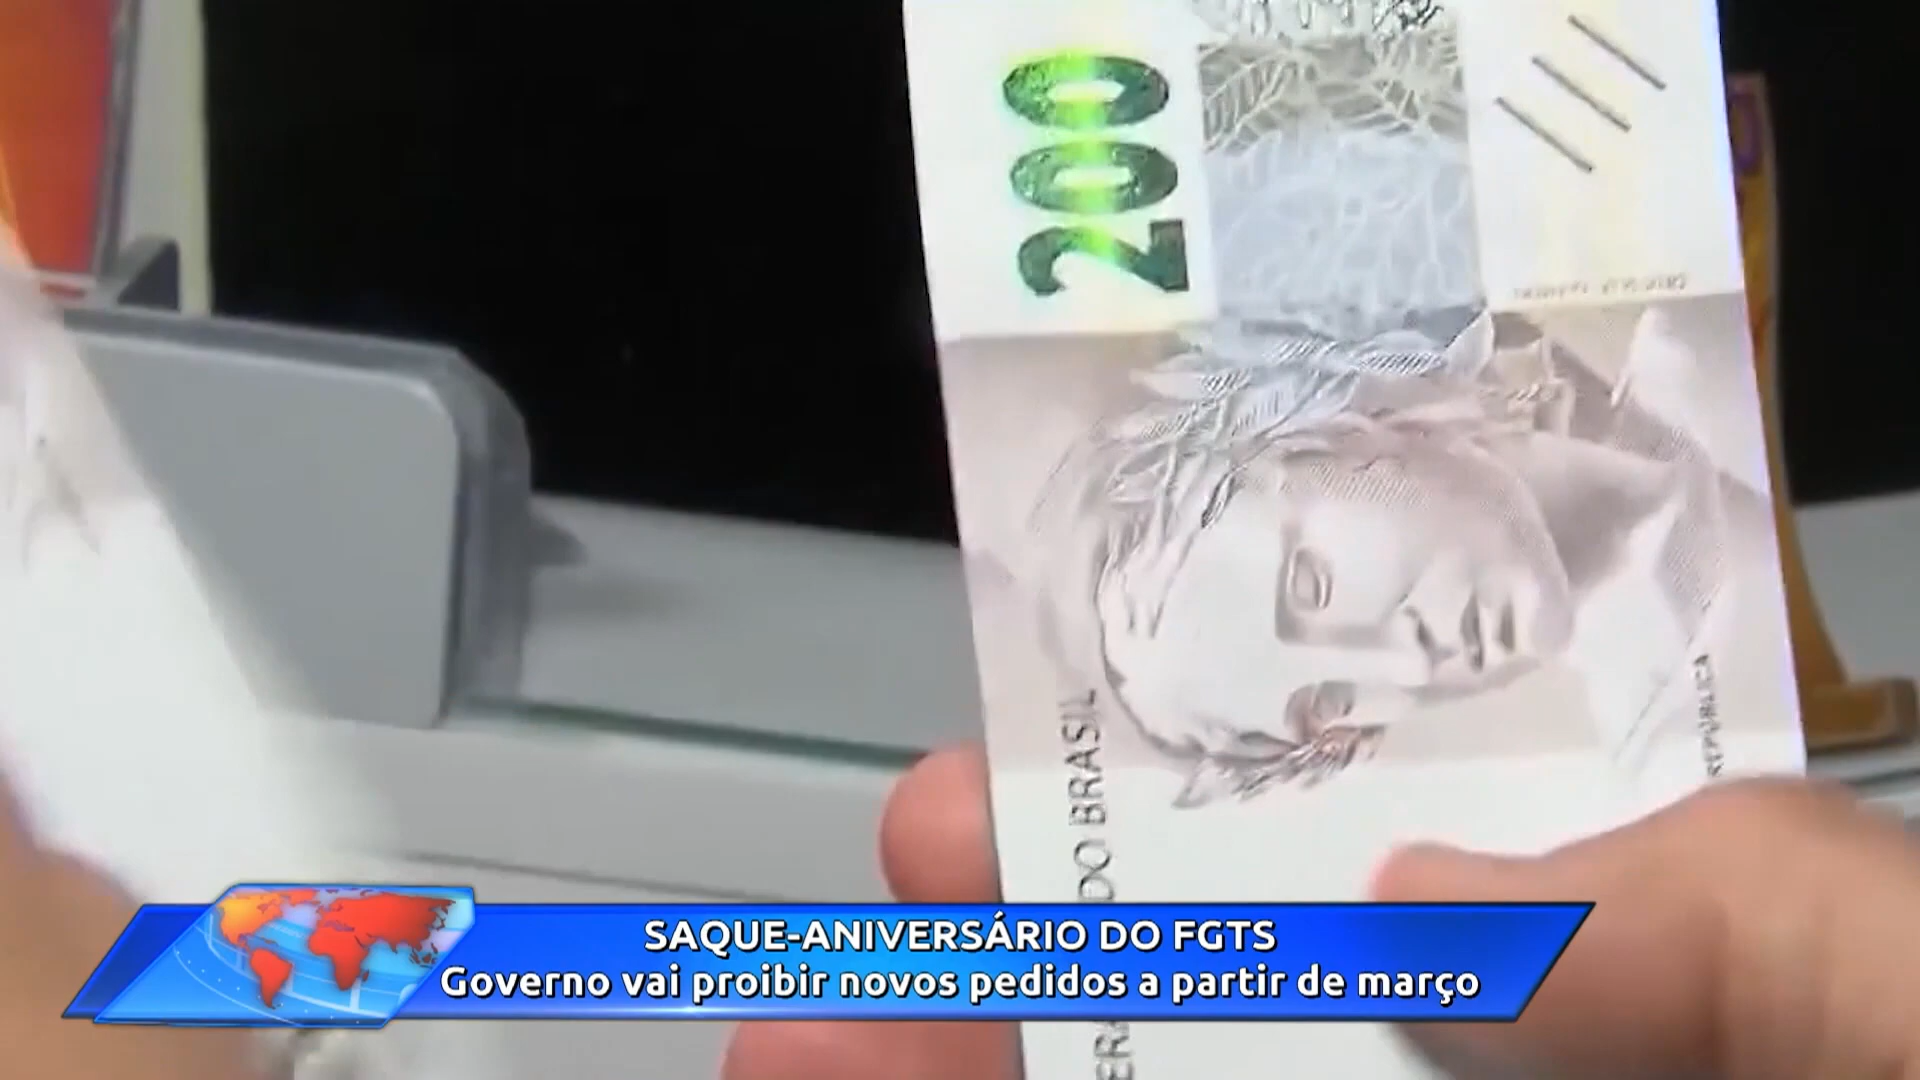 200
DO BRASIL
REPÚBLICA
SAQUE-ANIVERSÁRIO DO FGTS
Governo vai proibir novos pedidos a partir de março